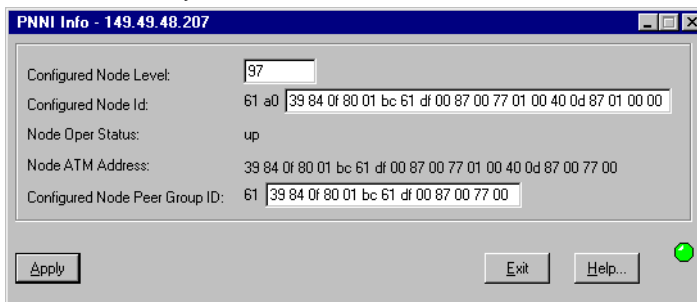 PNNI Info - 149.49.48.207
Configured Node Level: 97
Configured Node Id: 61 a0 39 84 0f 80 01 bc 61 df 00 87 00 77 01 00 40 0d 87 01 00 00
Node Oper Status: up
Node ATM Address: 39 84 0f 80 01 bc 61 df 00 87 00 77 01 00 40 0d 87 00 77 00
Configured Node Peer Group ID: 61 39 84 0f 80 01 bc 61 df 00 87 00 77 00
Apply Exit Help...